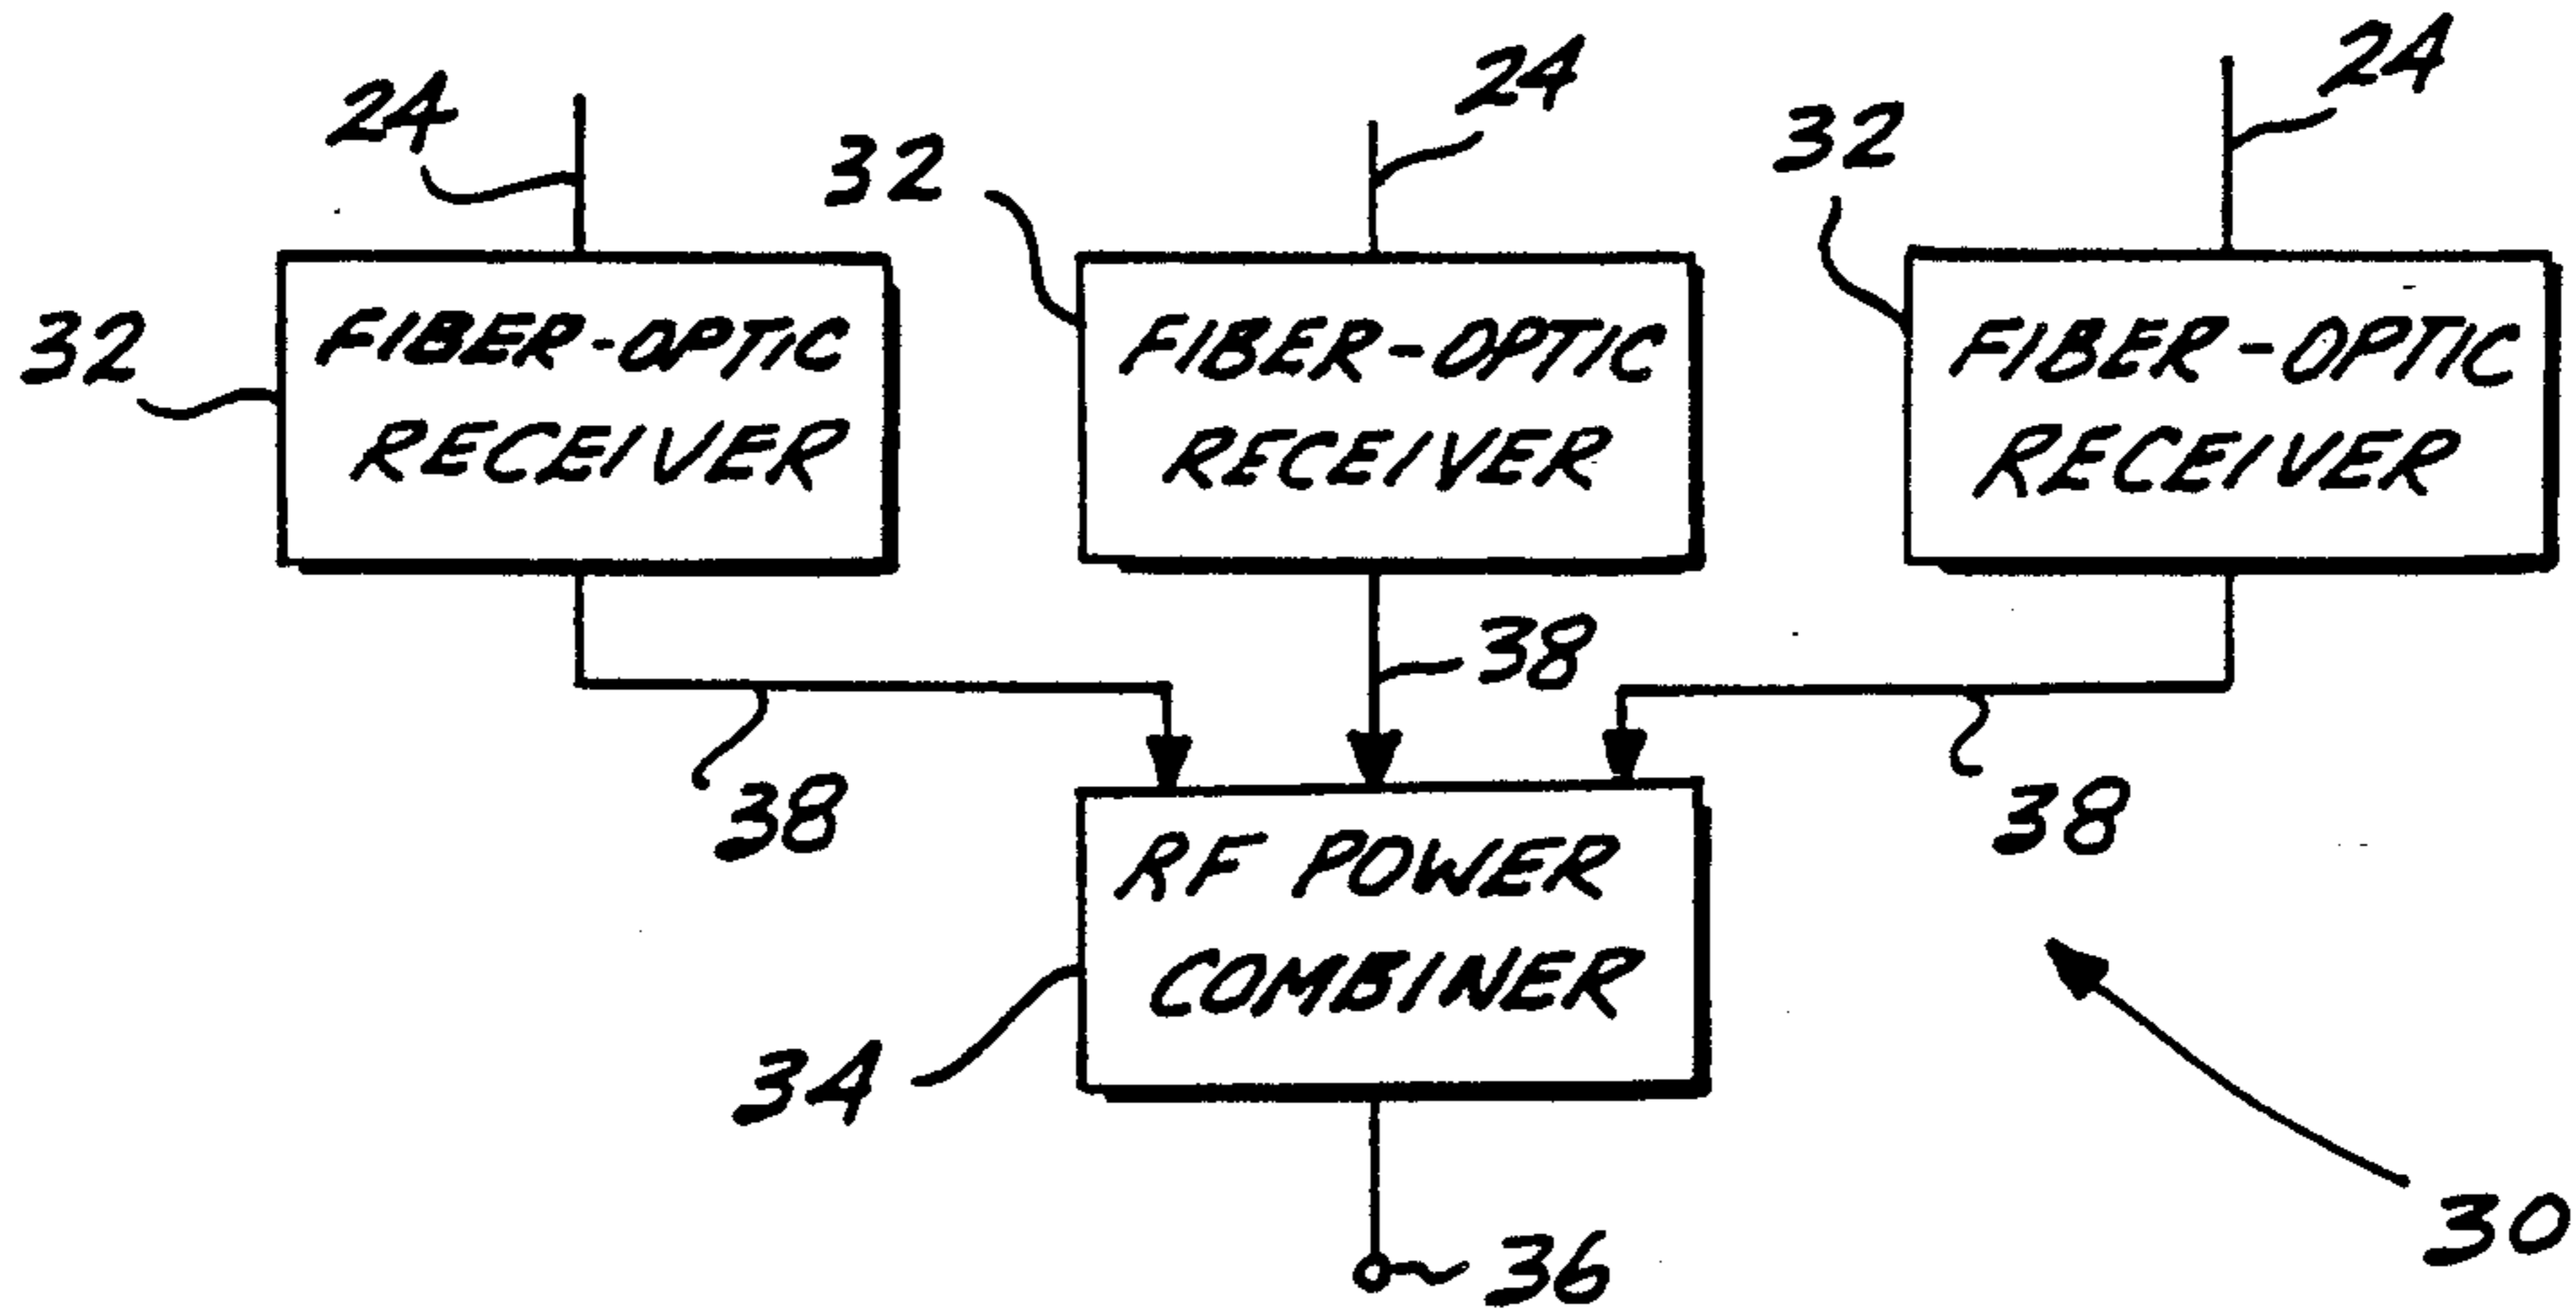 24
24
24
32
32
32
FIBER-OPTIC
RECEIVER
FIBER-OPTIC
RECEIVER
FIBER-OPTIC
RECEIVER
38
38
38
RF POWER
COMBINER
34
36
30